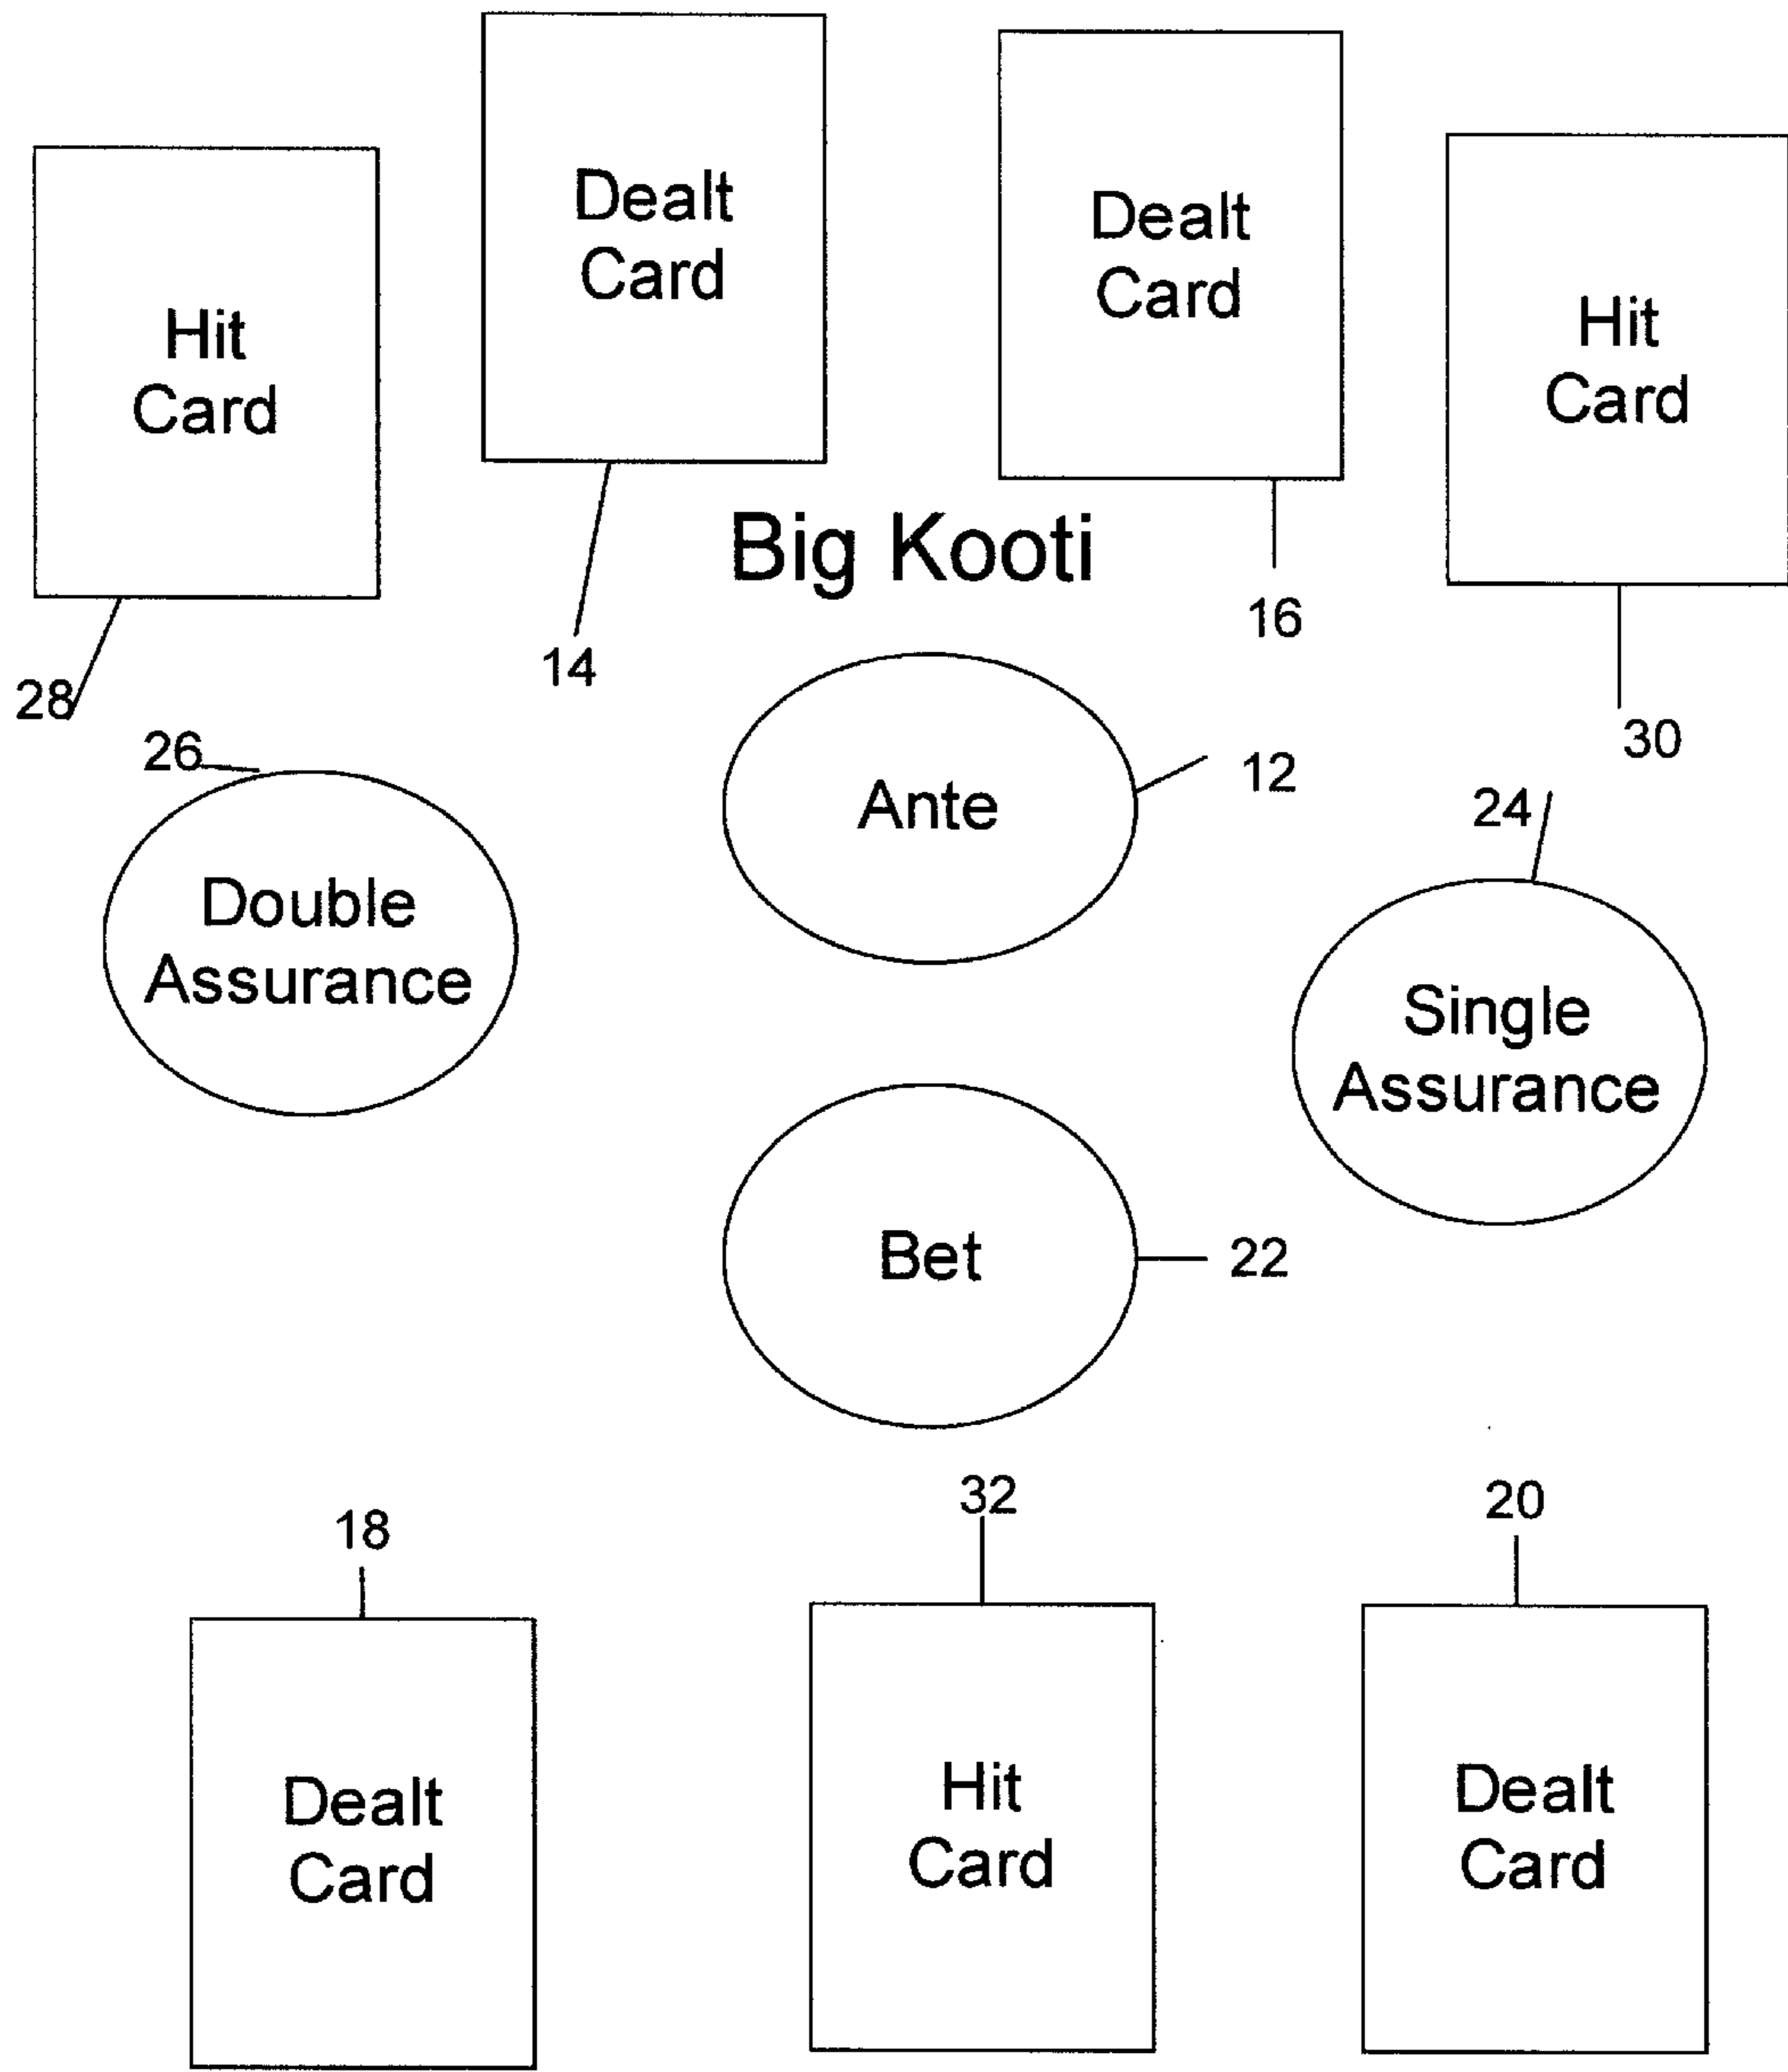 Dealt
Card
Dealt
Card
Hit
Card
Hit
Card
Big Kooti
14
16
28
30
26
12
24
Ante
Double
Assurance
Single
Assurance
Bet
22
18
32
20
Dealt
Card
Hit
Card
Dealt
Card